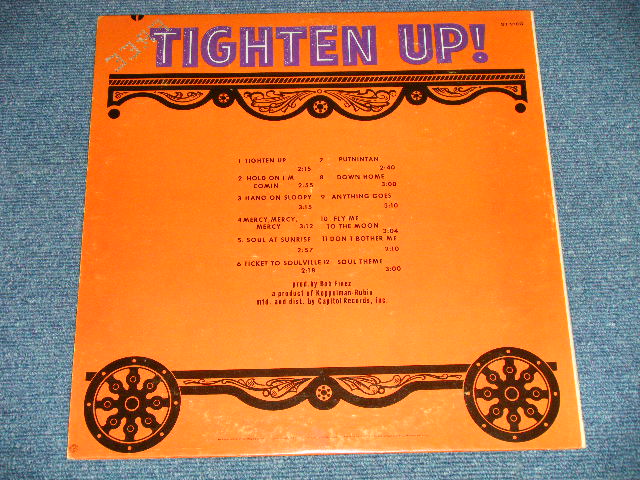 FREE
TIGHTEN UP!
1 TIGHTEN UP
2:15
2 HOLD ON I M
COMIN 2:55
3 HANG ON SLOOPY
3:15
4 MERCY, MERCY,
MERCY 3:12
5. SOUL AT SUNRISE
2:57
6 TICKET TO SOULVILLE
2:18
7 PUTNINTAN
2:40
8 DOWN HOME
3:00
9 ANYTHING GOES
3:10
10 FLY ME
TO THE MOON
3:04
11 DON T BOTHER ME
2:10
12 SOUL THEME
3:00
prod. by Bob Finez
a product of Koppelman-Rubin
mfd. and dist. by Capitol Records, Inc.